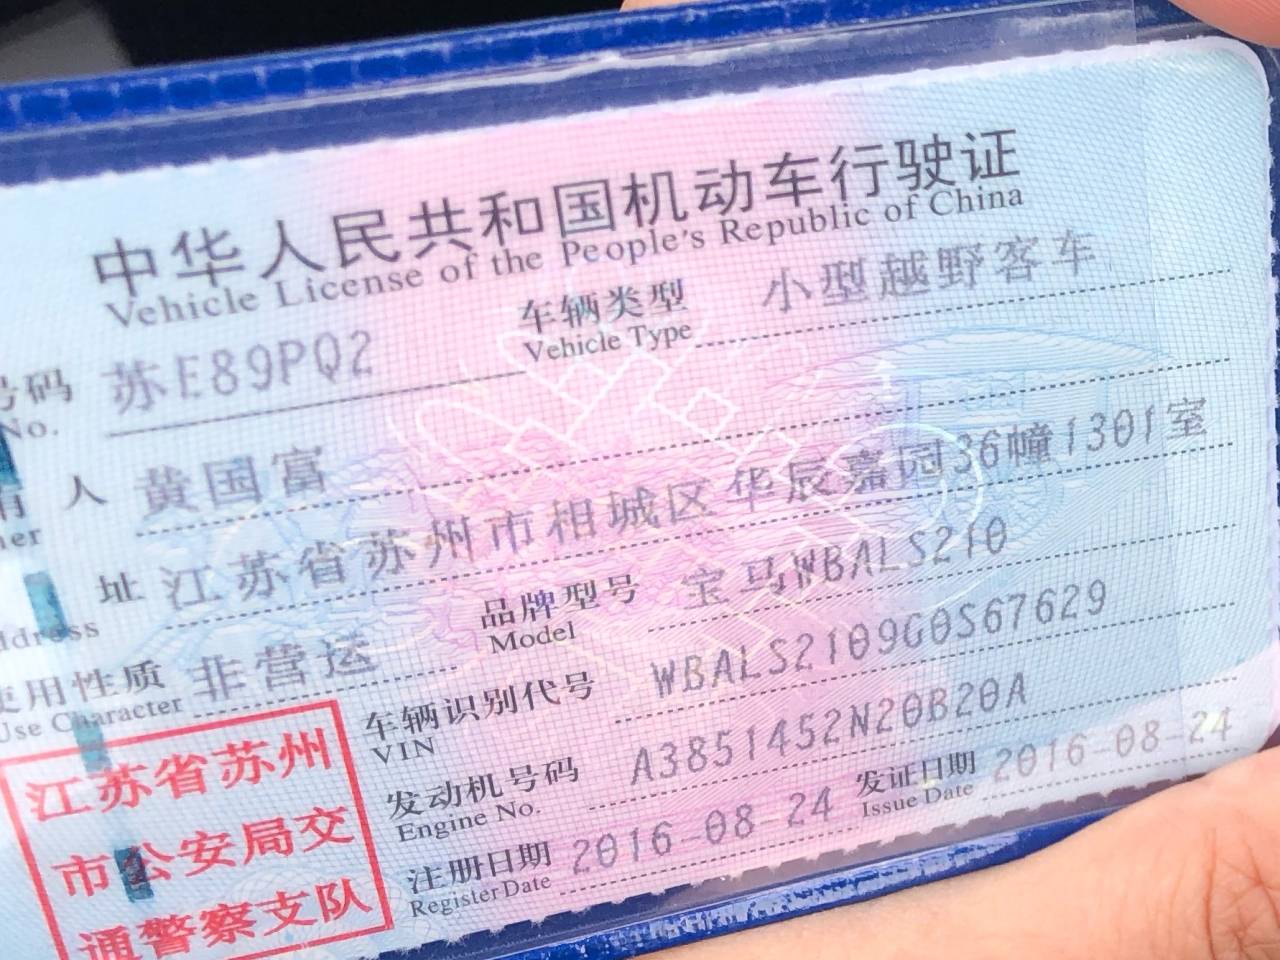 中华人民共和国机动车行驶证
Vehicle License of the People's Republic of China
号码 苏E89PQ2 车辆类型 小型越野客车
No. Vehicle Type
人 黄国富
址 江苏省苏州市相城区华辰嘉园36幢1301室
ddress
使用性质 非营运 品牌型号 宝马WBALS210
Use Character Model
车辆识别代号 WBALS2109G0S67629
VIN
发动机号码 A3851452N20B20A
Engine No.
注册日期 2016-08-24 发证日期 2016-08-24
Register Date Issue Date
江苏省苏州
市公安局交
通警察支队